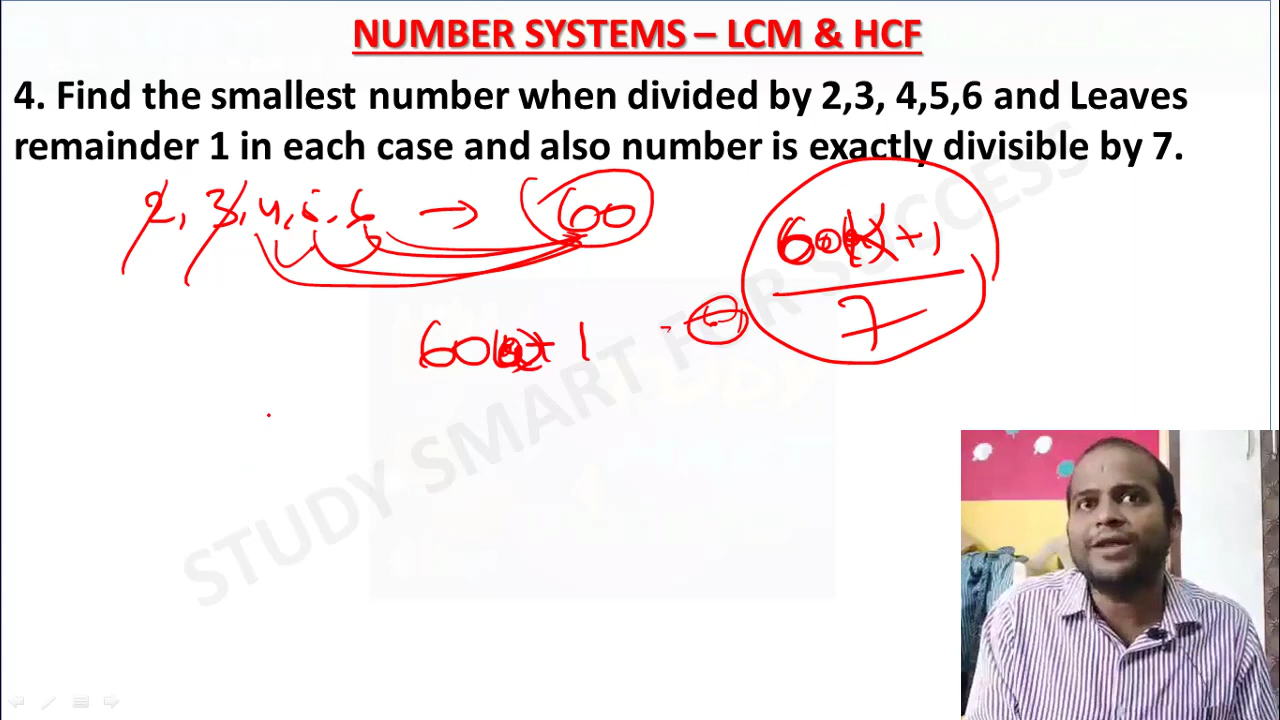 NUMBER SYSTEMS – LCM & HCF
4. Find the smallest number when divided by 2,3, 4,5,6 and Leaves
remainder 1 in each case and also number is exactly divisible by 7.
2, 3, 4, 5, 6 → 60
60(k)+1
7
60 + 1
STUDY SMART FOR SUCCESS